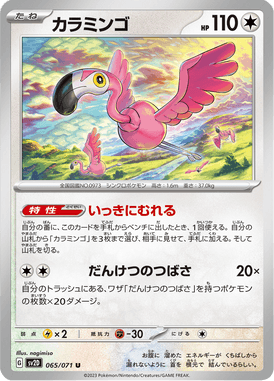 たね カラミンゴ HP 110
全国図鑑NO.0973 シンクロポケモン 高さ：1.6m 重さ：37.0kg
特性 いっきにむれる
自分の番に、このカードを手札からベンチに出したとき、1回使える。自分の
山札から「カラミンゴ」を3枚まで選び、相手に見せて、手札に加える。そして
山札を切る。
だんけつのつばさ 20×
自分のトラッシュにある、ワザ「だんけつのつばさ」を持つポケモン
の枚数×20ダメージ。
弱点 ×2 抵抗力 -30 にげる
illus. nagimiso
SV2D 065/071 U
©2023 Pokémon/Nintendo/Creatures/GAME FREAK.